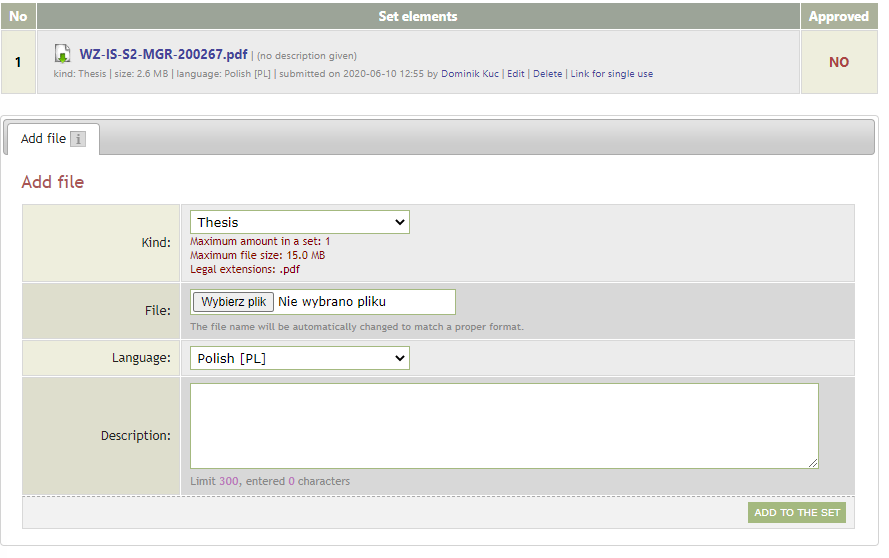 No Set elements Approved
1 WZ-IS-S2-MGR-200267.pdf | (no description given) NO
kind: Thesis | size: 2.6 MB | language: Polish [PL] | submitted on 2020-06-10 12:55 by Dominik Kuc | Edit | Delete | Link for single use
Add file i
Add file
Kind: Thesis
Maximum amount in a set: 1
Maximum file size: 15.0 MB
Legal extensions: .pdf
File: Wybierz plik Nie wybrano pliku
The file name will be automatically changed to match a proper format.
Language: Polish [PL]
Description:
Limit 300, entered 0 characters
ADD TO THE SET